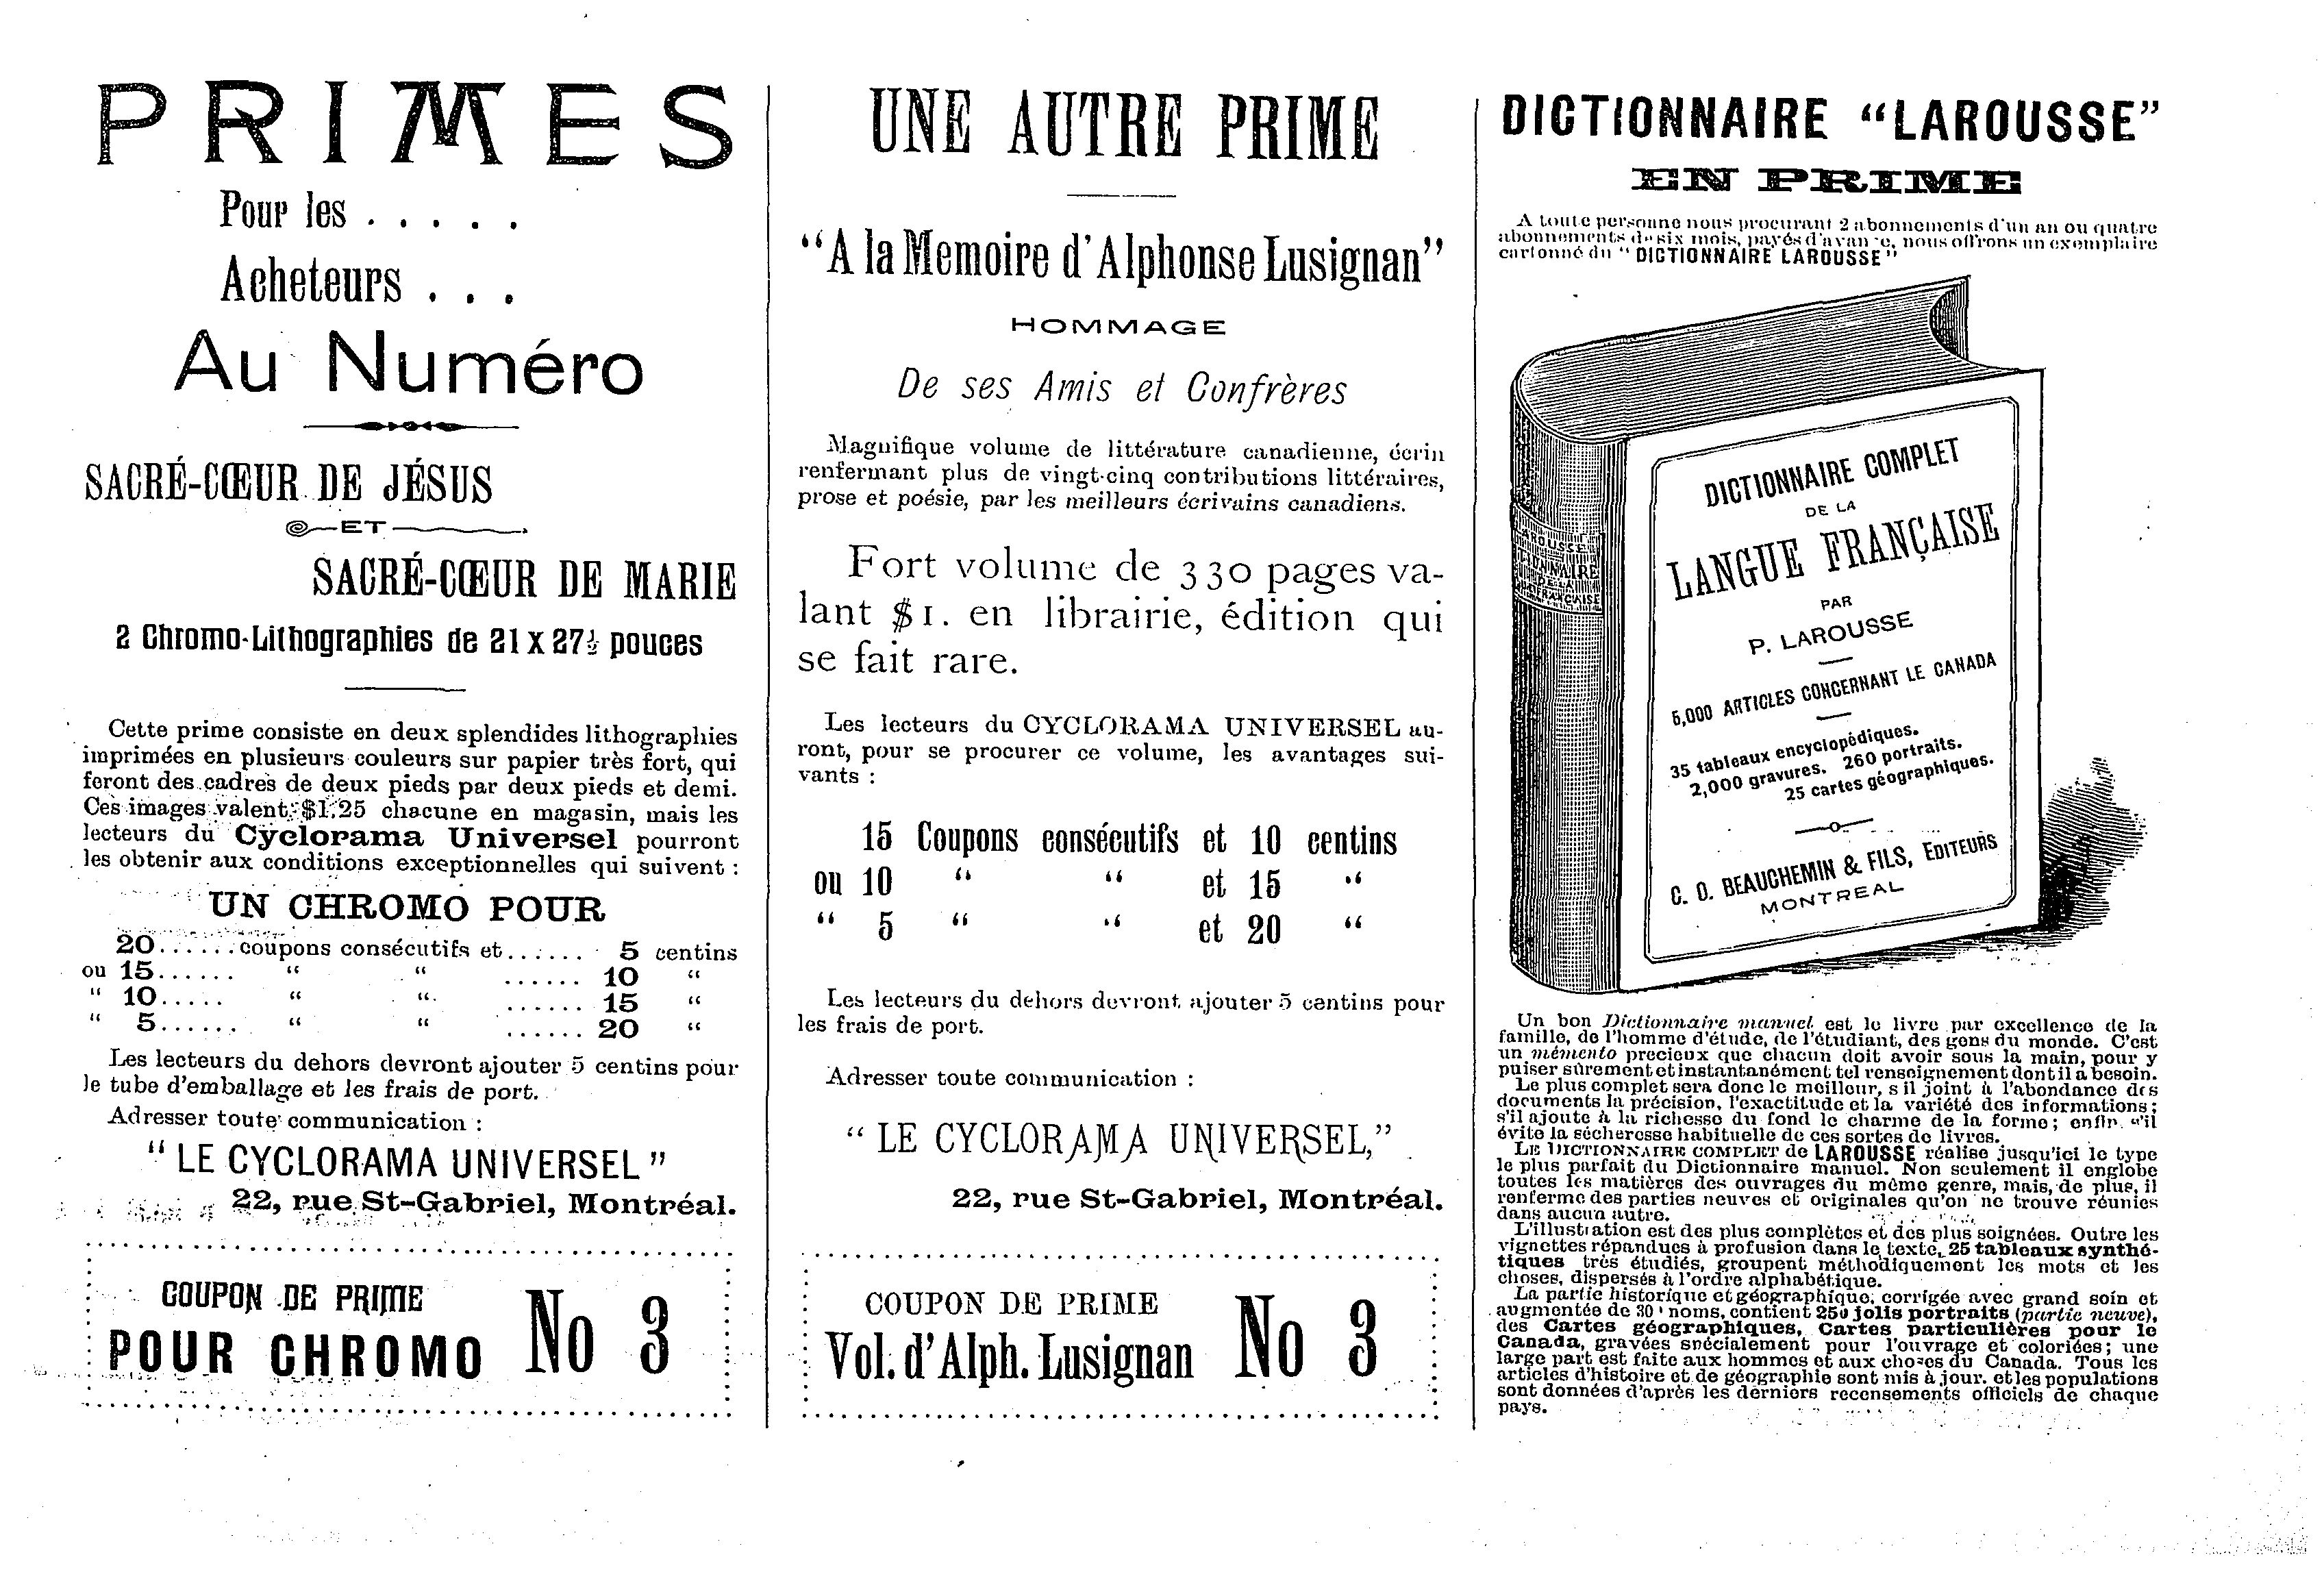 PRIMES
Pour les . . . . .
Acheteurs . . .
Au Numéro
SACRÉ-CŒUR DE JÉSUS
ET
SACRÉ-CŒUR DE MARIE
2 Chromo-Lithographies de 21 x 27½ pouces
Cette prime consiste en deux splendides lithographies
imprimées en plusieurs couleurs sur papier très fort, qui
feront des cadres de deux pieds par deux pieds et demi.
Ces images valent $1.25 chacune en magasin, mais les
lecteurs du Cyclorama Universel pourront
les obtenir aux conditions exceptionnelles qui suivent :
UN CHROMO POUR
20......coupons consécutifs et...... 5 centins
ou 15...... “ “ ...... 10 “
“ 10..... “ “ ...... 15 “
“ 5...... “ “ ...... 20 “
Les lecteurs du dehors devront ajouter 5 centins pour
le tube d'emballage et les frais de port.
Adresser toute communication :
“ LE CYCLORAMA UNIVERSEL ”
22, rue St-Gabriel, Montréal.
COUPON DE PRIME
POUR CHROMO No 3
UNE AUTRE PRIME
“A la Memoire d'Alphonse Lusignan”
HOMMAGE
De ses Amis et Confrères
Magnifique volume de littérature canadienne, écrin
renfermant plus de vingt-cinq contributions littéraires,
prose et poésie, par les meilleurs écrivains canadiens.
Fort volume de 330 pages va-
lant $1. en librairie, édition qui
se fait rare.
Les lecteurs du CYCLORAMA UNIVERSEL au-
ront, pour se procurer ce volume, les avantages sui-
vants :
15 Coupons consécutifs et 10 centins
ou 10 “ “ et 15 “
“ 5 “ “ et 20 “
Les lecteurs du dehors devront ajouter 5 centins pour
les frais de port.
Adresser toute communication :
“ LE CYCLORAMA UNIVERSEL,”
22, rue St-Gabriel, Montréal.
COUPON DE PRIME
Vol. d'Alph. Lusignan No 3
DICTIONNAIRE “LAROUSSE”
EN PRIME
A toute personne nous procurant 2 abonnements d'un an ou quatre
abonnements de six mois, payés d'avance, nous offrons un exemplaire
cartonné du “ DICTIONNAIRE LAROUSSE ”
LAROUSSE
DICTIONNAIRE
DE LA
FRANÇAISE
DICTIONNAIRE COMPLET
DE LA
LANGUE FRANÇAISE
PAR
P. LAROUSSE
5,000 ARTICLES CONCERNANT LE CANADA
35 tableaux encyclopédiques.
2,000 gravures. 260 portraits.
25 cartes géographiques.
C. O. BEAUCHEMIN & FILS, EDITEURS
MONTREAL
Un bon Dictionnaire manuel est le livre par excellence de la
famille, de l'homme d'étude, de l'étudiant, des gens du monde. C'est
un mémento precieux que chacun doit avoir sous la main, pour y
puiser sûrement et instantanément tel renseignement dont il a besoin.
Le plus complet sera donc le meilleur, s il joint à l'abondance des
documents la précision, l'exactitude et la variété des informations;
s'il ajoute à la richesse du fond le charme de la forme ; enfin s'il
évite la sécheresse habituelle de ces sortes de livres.
LE DICTIONNAIRE COMPLET de LAROUSSE réalise jusqu'ici le type
le plus parfait du Dictionnaire manuel. Non seulement il englobe
toutes les matières des ouvrages du même genre, mais, de plus, il
renferme des parties neuves et originales qu'on ne trouve réunies
dans aucun autre.
L'illustration est des plus complètes et des plus soignées. Outre les
vignettes répandues à profusion dans le texte, 25 tableaux synthé-
tiques très étudiés, groupent méthodiquement les mots et les
choses, dispersés à l'ordre alphabétique.
La partie historique et géographique, corrigée avec grand soin et
augmentée de noms, contient 250 jolis portraits (partie neuve),
des Cartes géographiques, Cartes particulières pour le
Canada, gravées spécialement pour l'ouvrage et coloriées; une
large part est faite aux hommes et aux choses du Canada. Tous les
articles d'histoire et de géographie sont mis à jour. et les populations
sont données d'après les derniers recensements officiels de chaque
pays.